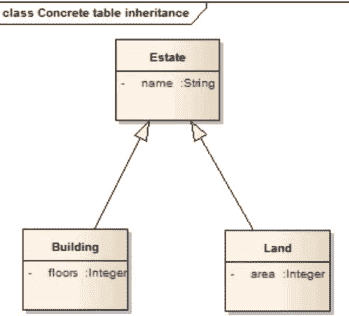 class Concrete table inheritance
Estate
- name :String
Building
- floors :Integer
Land
- area :Integer